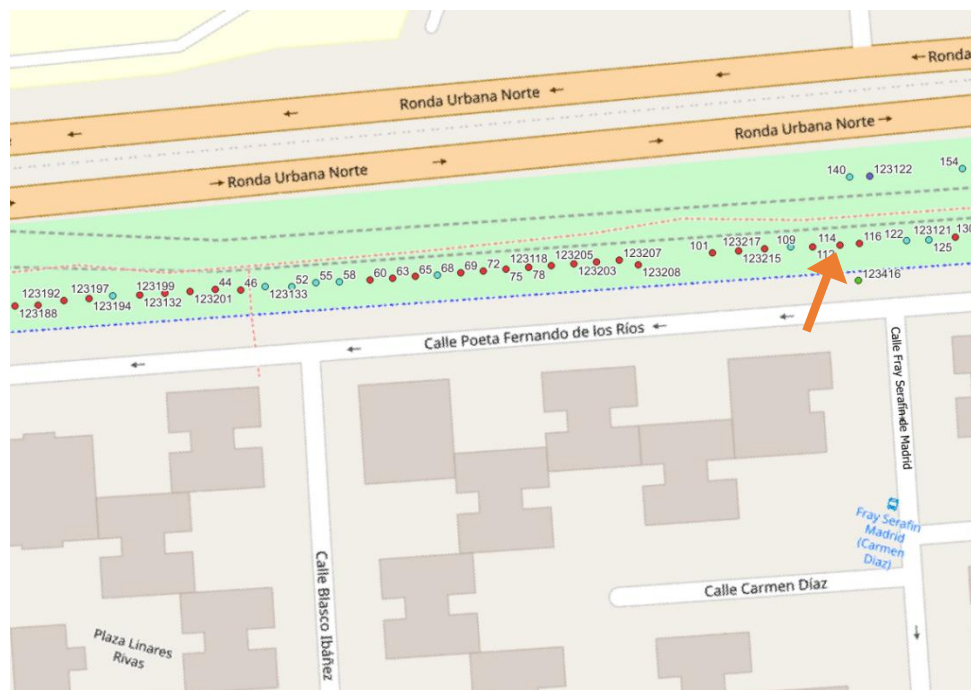 Ronda
Ronda Urbana Norte
Ronda Urbana Norte
Ronda Urbana Norte
140
123122
154
123192
123188
123197
123194
123199
123132
123201
44
46
123133
52
55
58
60
63
65
68
69
72
75
123118
78
123205
123203
123207
123208
101
123217
123215
109
114
116
122
123121
125
130
123416
Calle Poeta Fernando de los Ríos
Calle Fray Serafín de Madrid
Fray Serafín
Madrid
(Carmen
Díaz)
Calle Carmen Díaz
Calle Blasco Ibáñez
Plaza Linares
Rivas